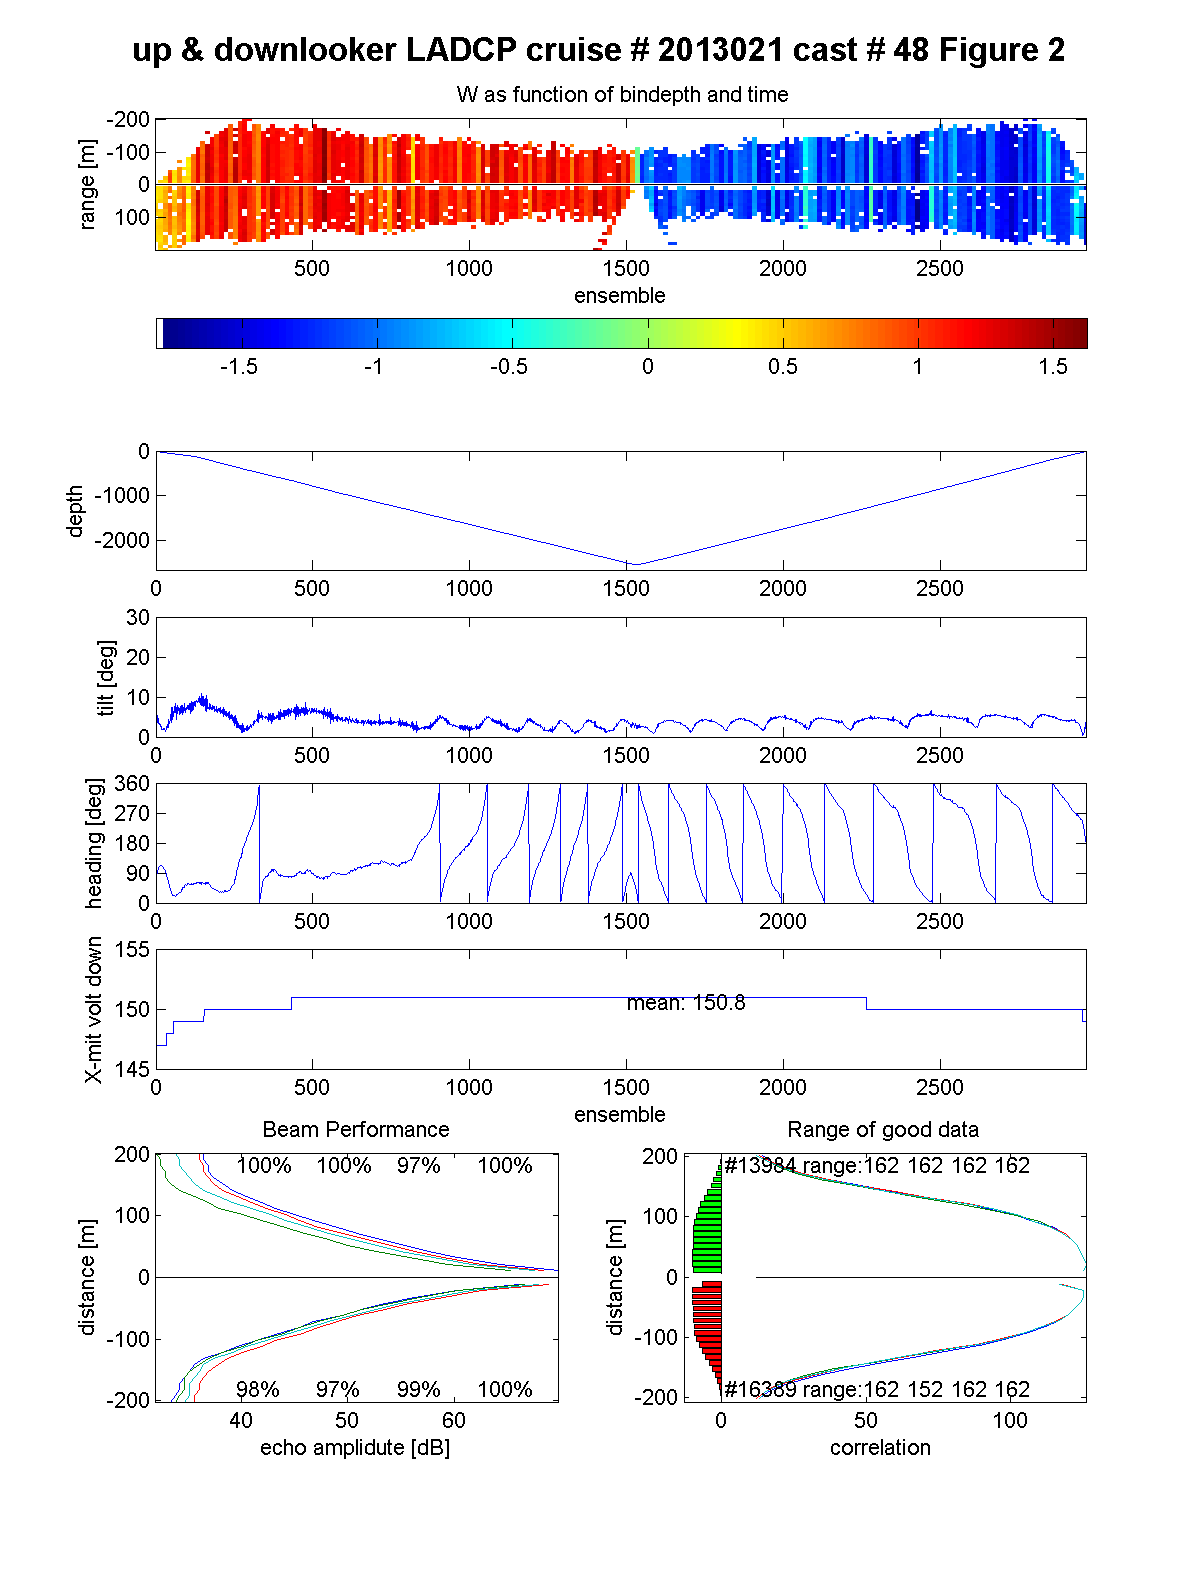 up & downlooker LADCP cruise # 2013021 cast # 48 Figure 2
W as function of bindepth and time
range [m]
-200
-100
0
100
500 1000 1500 2000 2500
ensemble
-1.5 -1 -0.5 0 0.5 1 1.5
depth
0
-1000
-2000
0 500 1000 1500 2000 2500
tilt [deg]
30
20
10
0
0 500 1000 1500 2000 2500
heading [deg]
360
270
180
90
0
0 500 1000 1500 2000 2500
X-mit volt down
155
150
145
mean: 150.8
0 500 1000 1500 2000 2500
ensemble
Beam Performance
distance [m]
200
100
0
-100
-200
100% 100% 97% 100%
98% 97% 99% 100%
40 50 60
echo amplidute [dB]
Range of good data
distance [m]
200
100
0
-100
-200
#13984 range:162 162 162 162
#16389 range:162 152 162 162
0 50 100
correlation